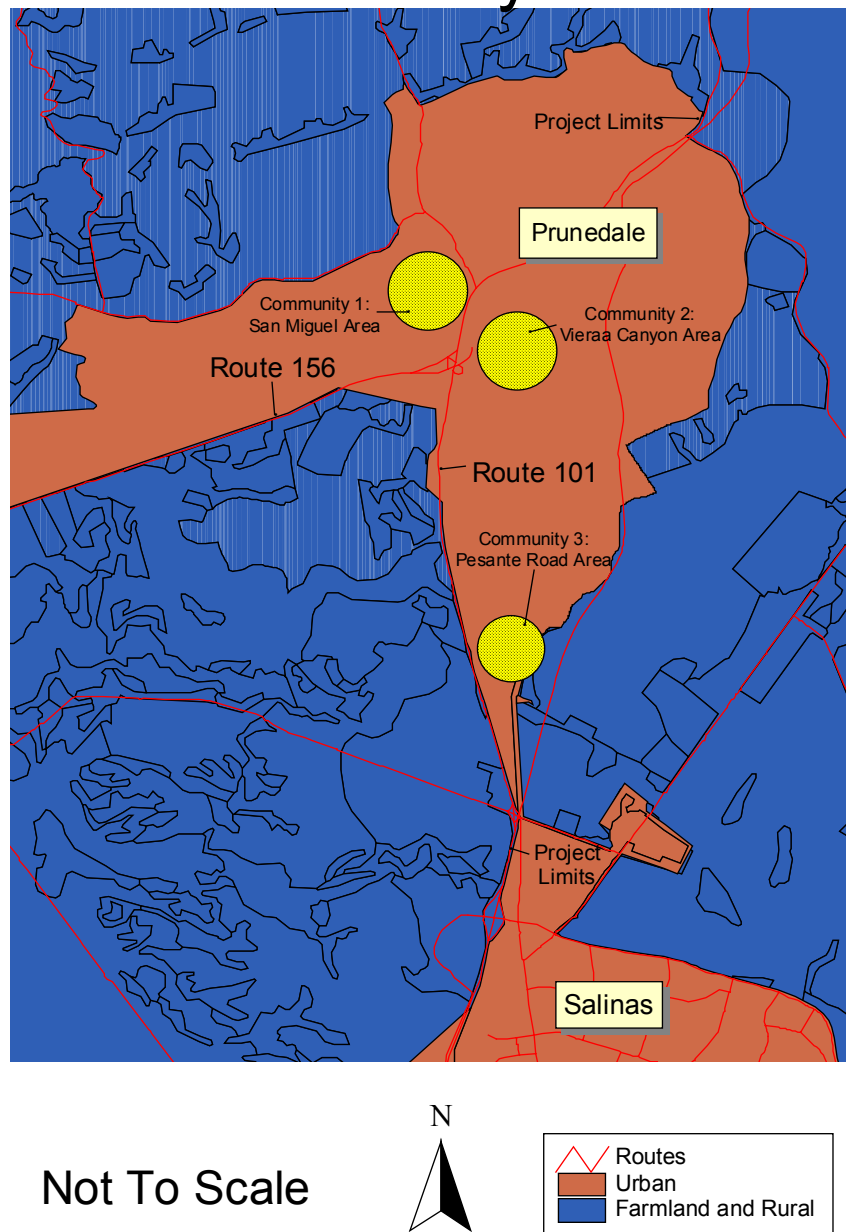 Project Limits
Prunedale
Community 1:
San Miguel Area
Community 2:
Vieraa Canyon Area
Route 156
Route 101
Community 3:
Pesante Road Area
Project
Limits
Salinas
N
Not To Scale
Routes
Urban
Farmland and Rural